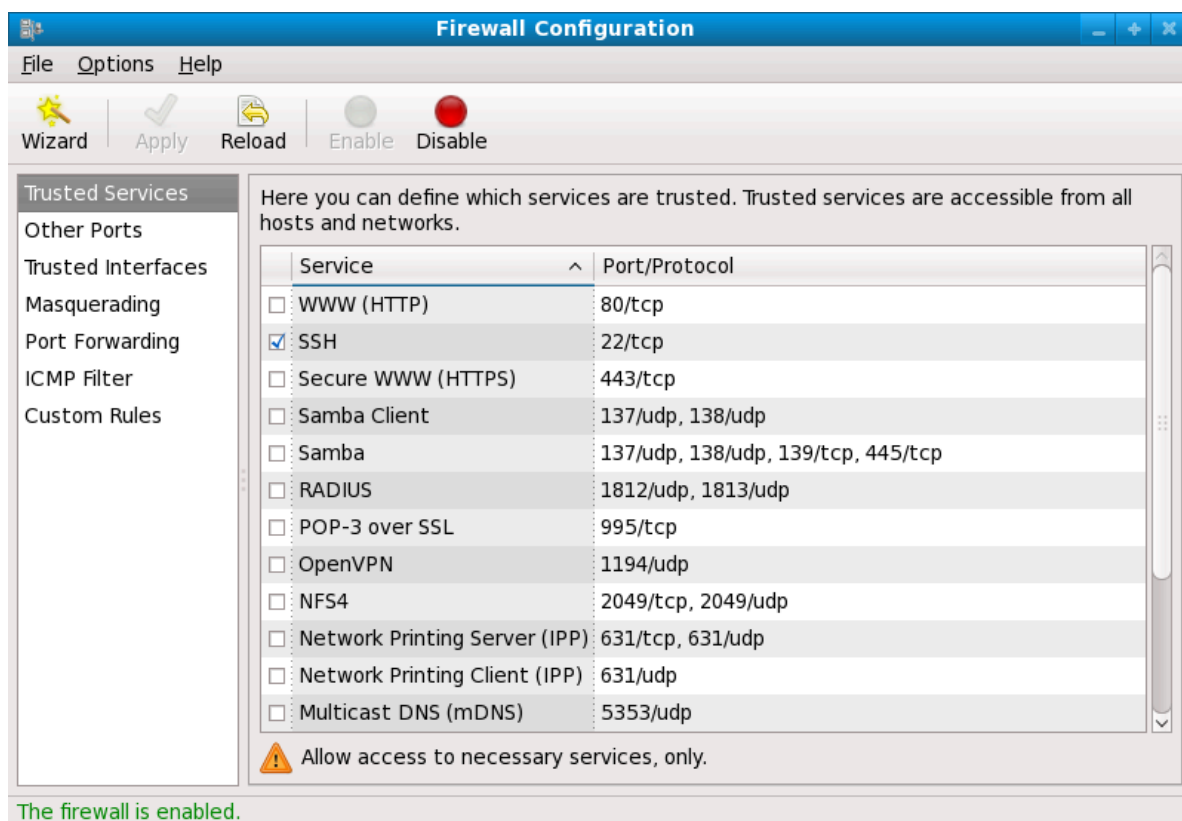 Firewall Configuration
File Options Help
Wizard Apply Reload Enable Disable
Trusted Services
Other Ports
Trusted Interfaces
Masquerading
Port Forwarding
ICMP Filter
Custom Rules
Here you can define which services are trusted. Trusted services are accessible from all
hosts and networks.
Service Port/Protocol
WWW (HTTP) 80/tcp
SSH 22/tcp
Secure WWW (HTTPS) 443/tcp
Samba Client 137/udp, 138/udp
Samba 137/udp, 138/udp, 139/tcp, 445/tcp
RADIUS 1812/udp, 1813/udp
POP-3 over SSL 995/tcp
OpenVPN 1194/udp
NFS4 2049/tcp, 2049/udp
Network Printing Server (IPP) 631/tcp, 631/udp
Network Printing Client (IPP) 631/udp
Multicast DNS (mDNS) 5353/udp
Allow access to necessary services, only.
The firewall is enabled.